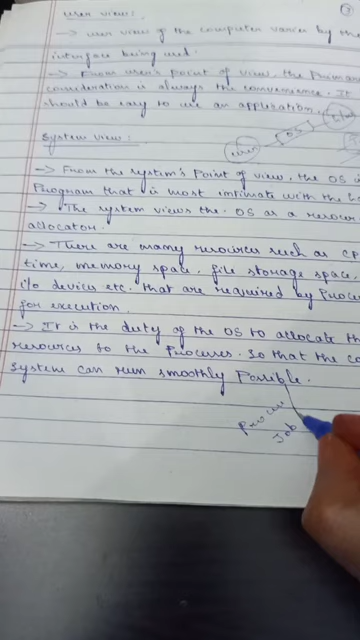 user view:
-> user view of the computer varies by the
interface being used.
-> From user's point of view, the Primary
consideration is always the convenience. It
should be easy to use an application.
user OS
System view:
-> From the system's Point of view, the OS is
Program that is most intimate with the
-> The system views the OS as a resource
allocator.
-> There are many resources such as CP
time, memory space, file storage space,
i/o devices etc. that are required by Proce
for execution.
-> It is the duty of the OS to allocate th
resources to the Process. So that the co
system can run smoothly Possible.
Process
Job